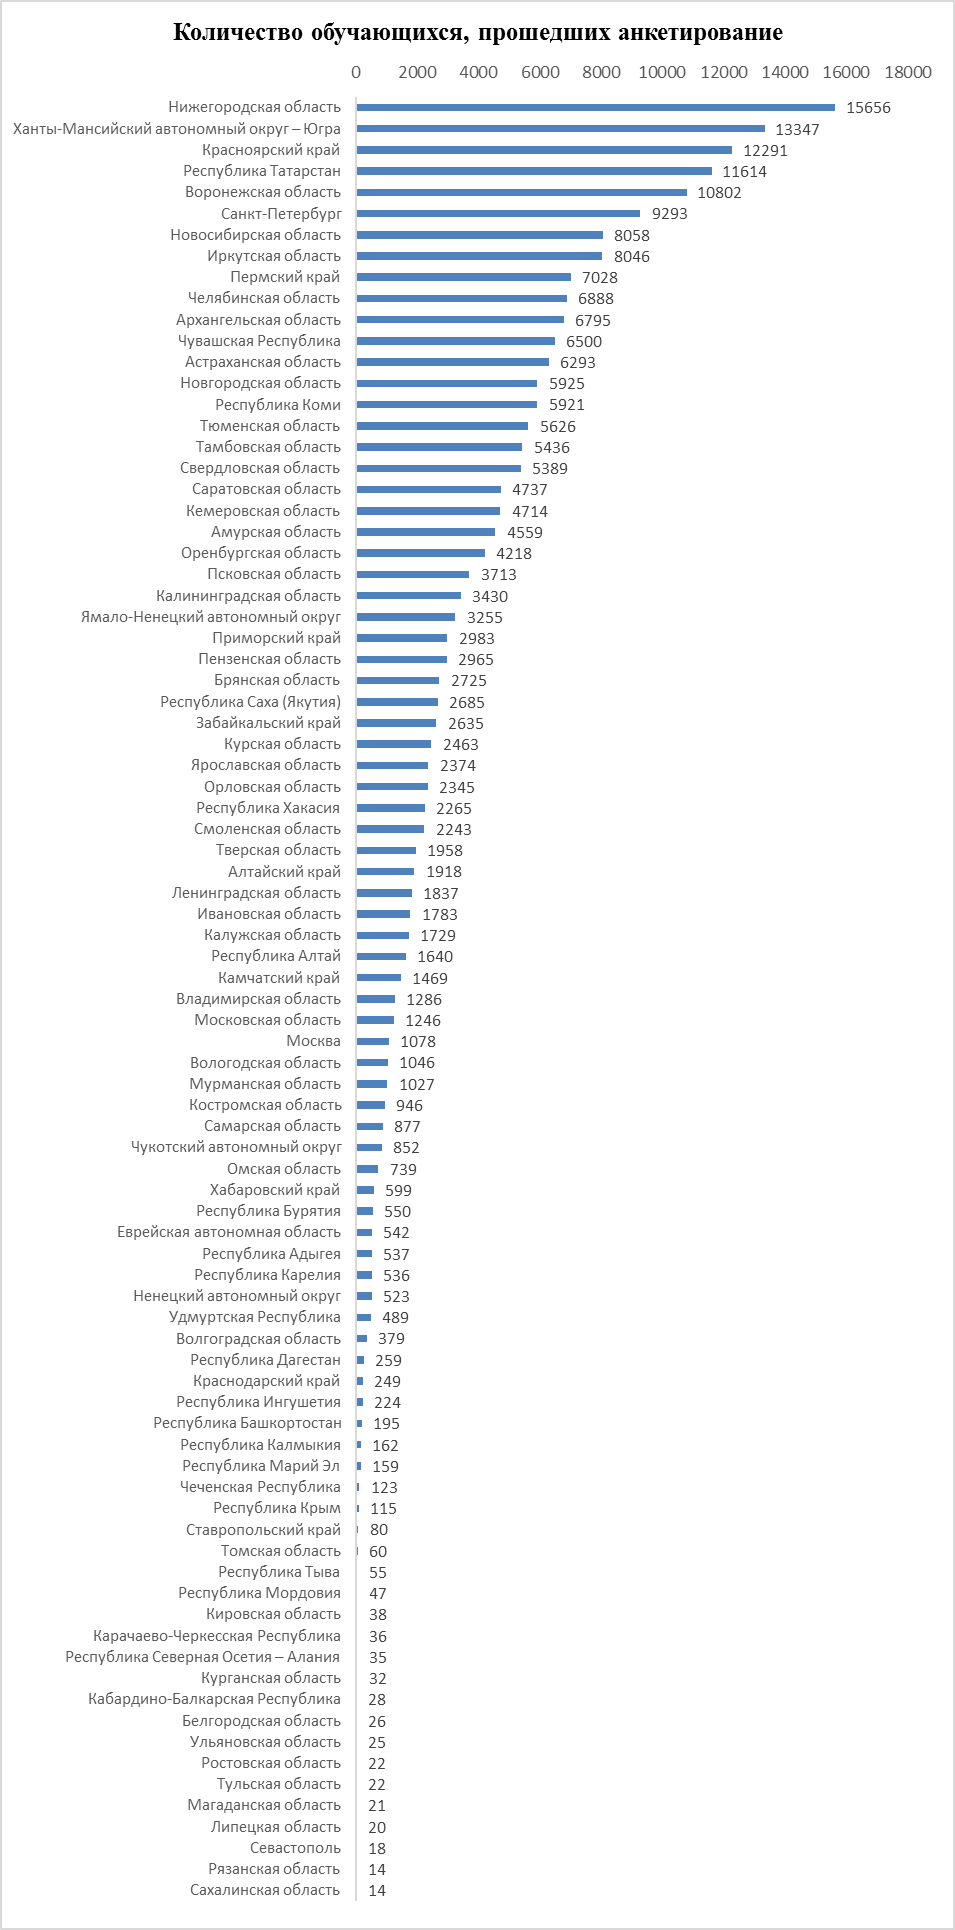 Количество обучающихся, прошедших анкетирование
0 2000 4000 6000 8000 10000 12000 14000 16000 18000
Нижегородская область 15656
Ханты-Мансийский автономный округ – Югра 13347
Красноярский край 12291
Республика Татарстан 11614
Воронежская область 10802
Санкт-Петербург 9293
Новосибирская область 8058
Иркутская область 8046
Пермский край 7028
Челябинская область 6888
Архангельская область 6795
Чувашская Республика 6500
Астраханская область 6293
Новгородская область 5925
Республика Коми 5921
Тюменская область 5626
Тамбовская область 5436
Свердловская область 5389
Саратовская область 4737
Кемеровская область 4714
Амурская область 4559
Оренбургская область 4218
Псковская область 3713
Калининградская область 3430
Ямало-Ненецкий автономный округ 3255
Приморский край 2983
Пензенская область 2965
Брянская область 2725
Республика Саха (Якутия) 2685
Забайкальский край 2635
Курская область 2463
Ярославская область 2374
Орловская область 2345
Республика Хакасия 2265
Смоленская область 2243
Тверская область 1958
Алтайский край 1918
Ленинградская область 1837
Ивановская область 1783
Калужская область 1729
Республика Алтай 1640
Камчатский край 1469
Владимирская область 1286
Московская область 1246
Москва 1078
Вологодская область 1046
Мурманская область 1027
Костромская область 946
Самарская область 877
Чукотский автономный округ 852
Омская область 739
Хабаровский край 599
Республика Бурятия 550
Еврейская автономная область 542
Республика Адыгея 537
Республика Карелия 536
Ненецкий автономный округ 523
Удмуртская Республика 489
Волгоградская область 379
Республика Дагестан 259
Краснодарский край 249
Республика Ингушетия 224
Республика Башкортостан 195
Республика Калмыкия 162
Республика Марий Эл 159
Чеченская Республика 123
Республика Крым 115
Ставропольский край 80
Томская область 60
Республика Тыва 55
Республика Мордовия 47
Кировская область 38
Карачаево-Черкесская Республика 36
Республика Северная Осетия – Алания 35
Курганская область 32
Кабардино-Балкарская Республика 28
Белгородская область 26
Ульяновская область 25
Ростовская область 22
Тульская область 22
Магаданская область 21
Липецкая область 20
Севастополь 18
Рязанская область 14
Сахалинская область 14